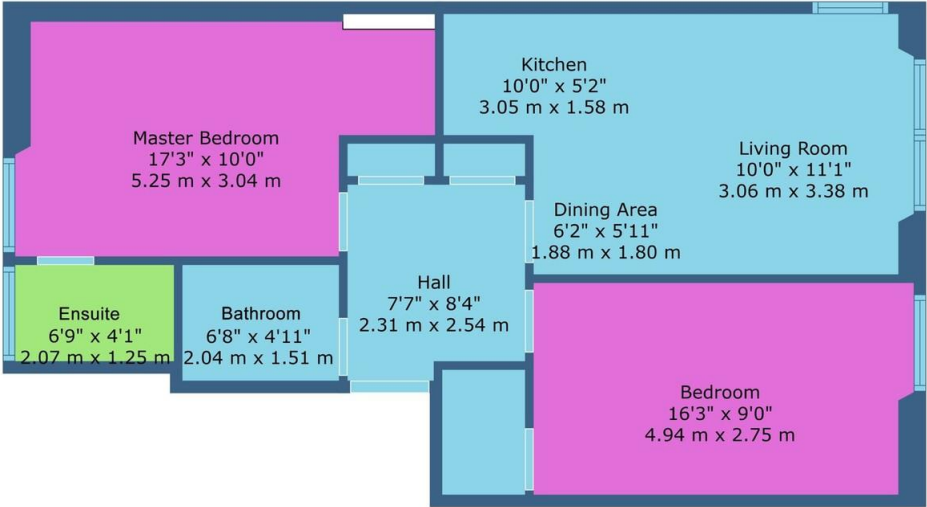 Kitchen
10'0" x 5'2"
3.05 m x 1.58 m
Master Bedroom
17'3" x 10'0"
5.25 m x 3.04 m
Living Room
10'0" x 11'1"
3.06 m x 3.38 m
Dining Area
6'2" x 5'11"
1.88 m x 1.80 m
Hall
7'7" x 8'4"
2.31 m x 2.54 m
Ensuite
6'9" x 4'1"
2.07 m x 1.25 m
Bathroom
6'8" x 4'11"
2.04 m x 1.51 m
Bedroom
16'3" x 9'0"
4.94 m x 2.75 m